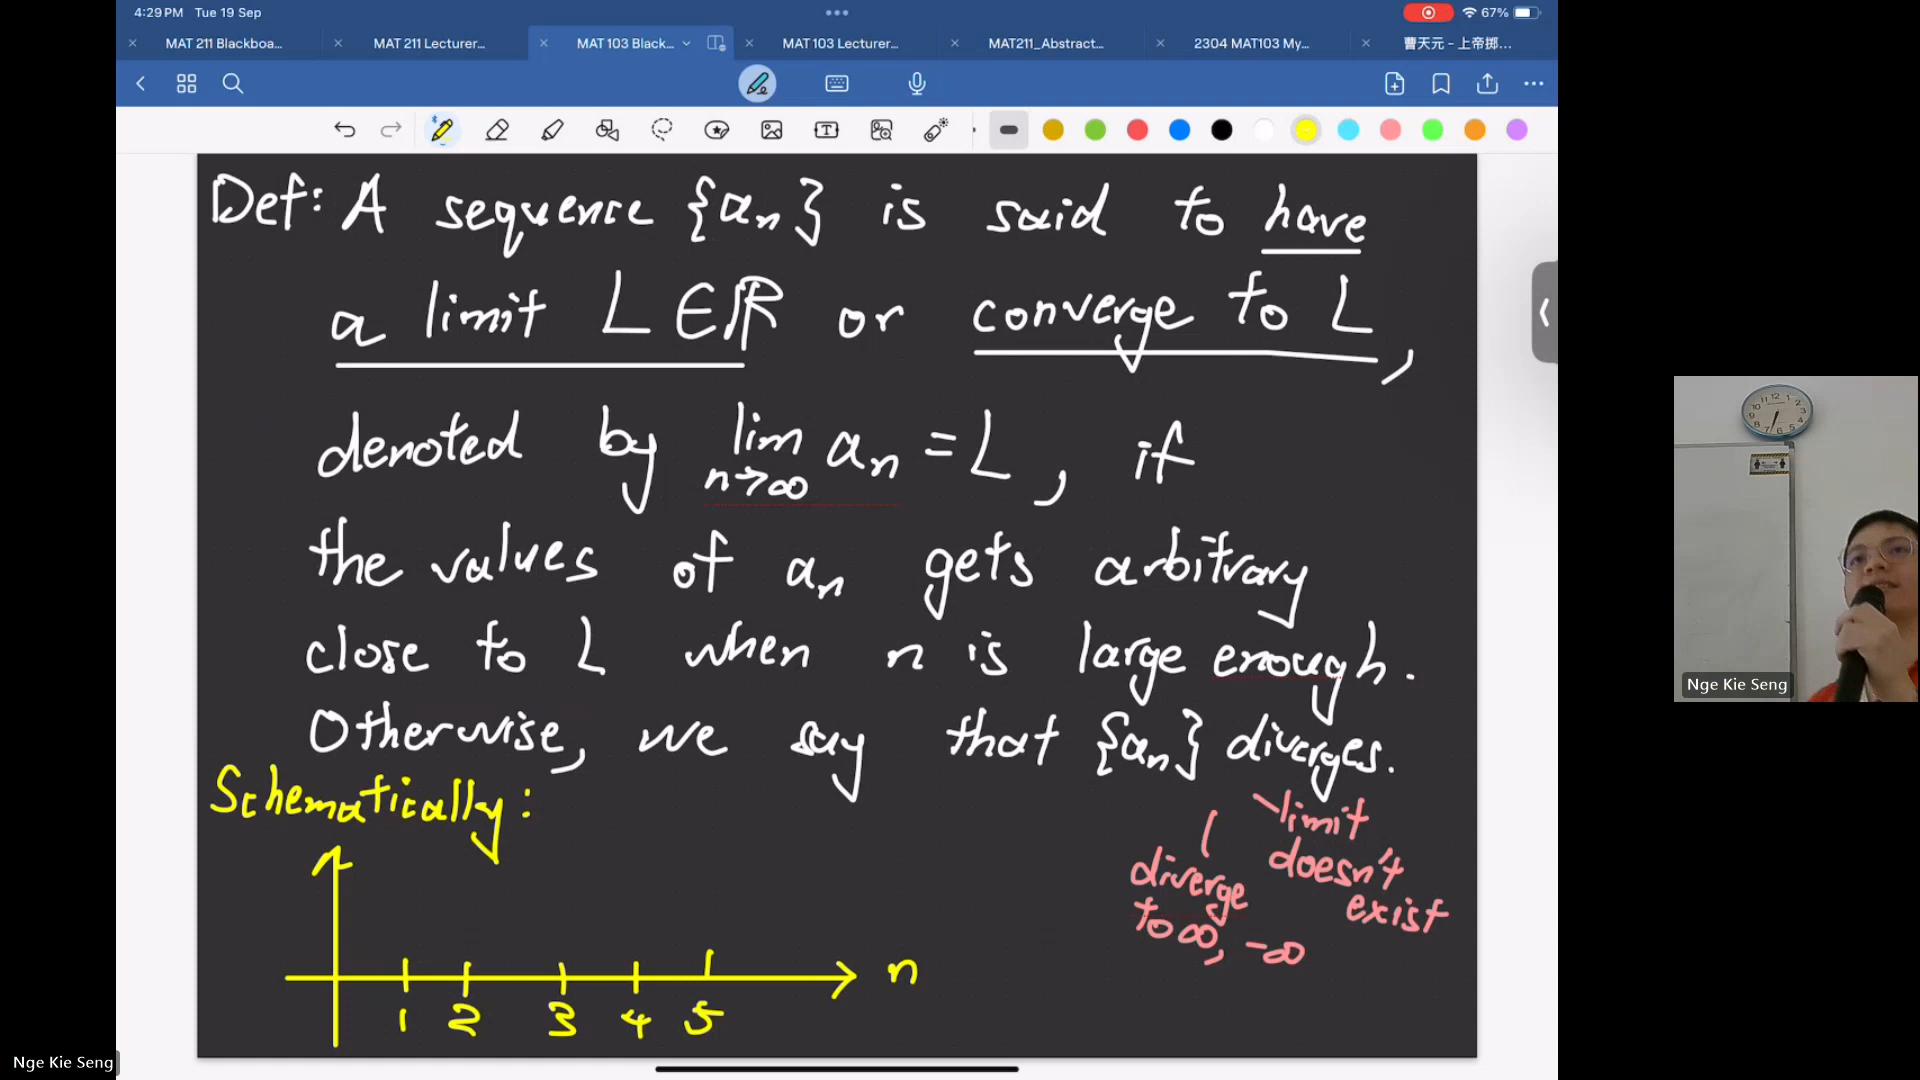 4:29 PM Tue 19 Sep
67%
MAT 211 Blackboa...
MAT 211 Lecturer...
MAT 103 Black...
MAT 103 Lecturer...
MAT211_Abstract...
2304 MAT103 My...
曹天元 - 上帝掷...
Def: A sequence {an} is said to have
a limit L ∈ ℝ or converge to L,
denoted by lim an = L, if
n→∞
the values of an gets arbitrary
close to L when n is large enough.
Otherwise, we say that {an} diverges.
Schematically:
limit
doesn't
exist
diverge
to ∞, -∞
n
1 2 3 4 5
Nge Kie Seng
Nge Kie Seng